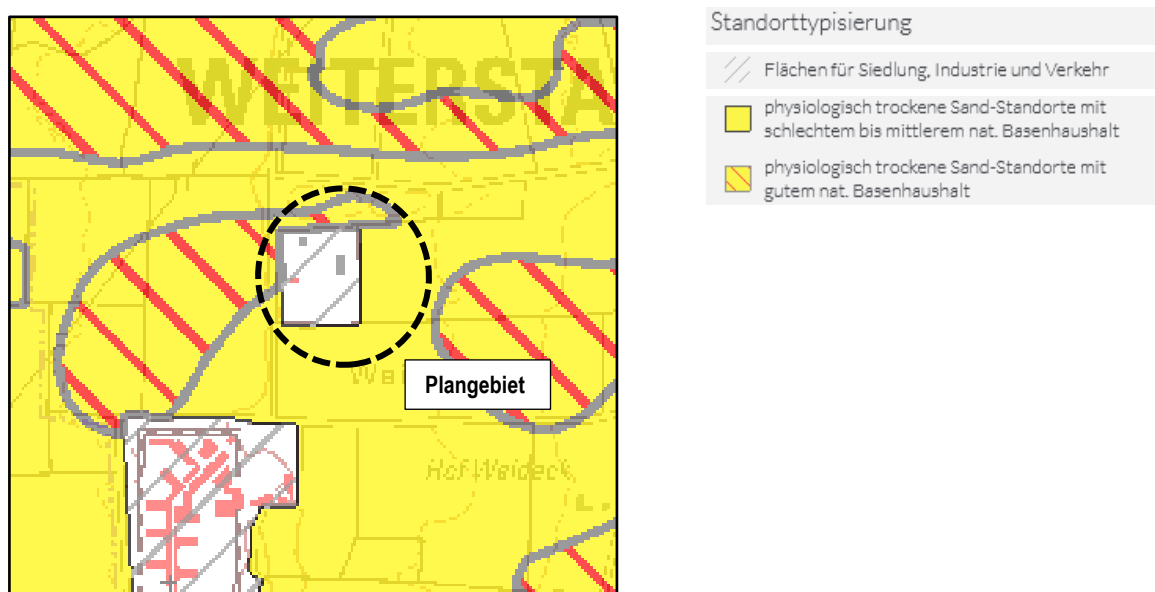 WEITERSTA
Plangebiet
Hof Weideck
Standorttypisierung
Flächen für Siedlung, Industrie und Verkehr
physiologisch trockene Sand-Standorte mit
schlechtem bis mittlerem nat. Basenhaushalt
physiologisch trockene Sand-Standorte mit
gutem nat. Basenhaushalt